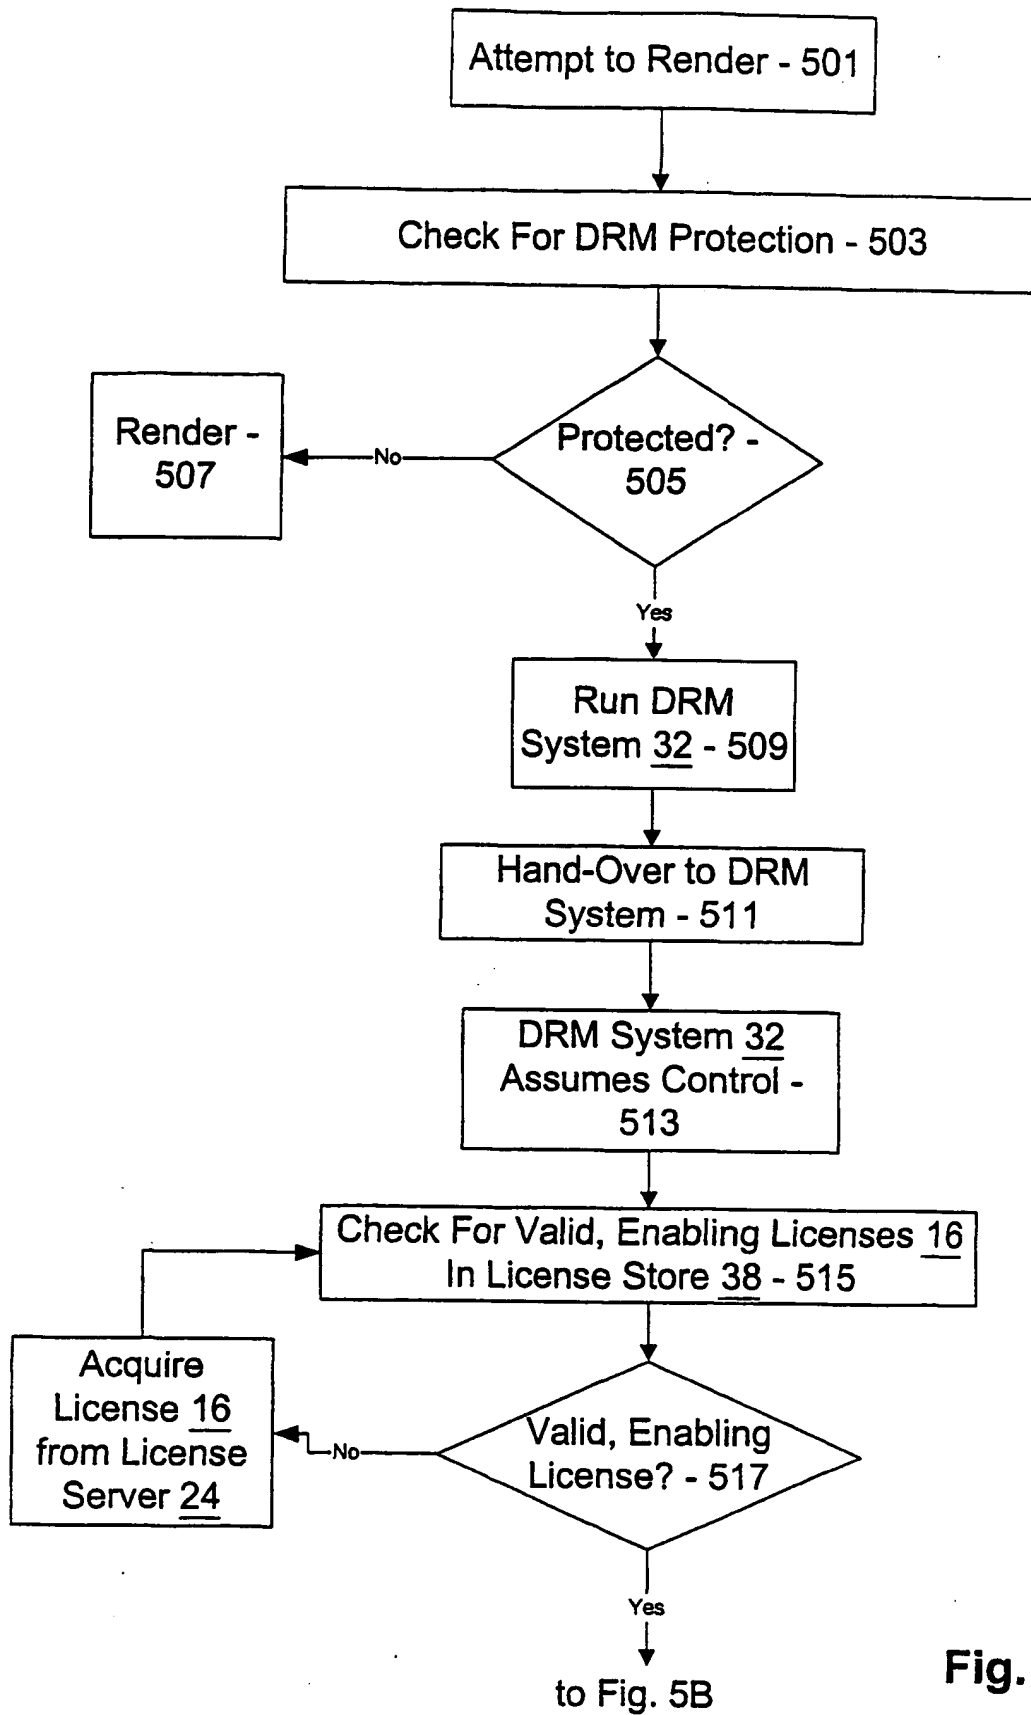 Attempt to Render - 501
Check For DRM Protection - 503
Render -
507
No
Protected? -
505
Yes
Run DRM
System 32 - 509
Hand-Over to DRM
System - 511
DRM System 32
Assumes Control -
513
Check For Valid, Enabling Licenses 16
In License Store 38 - 515
Acquire
License 16
from License
Server 24
No
Valid, Enabling
License? - 517
Yes
to Fig. 5B
Fig.